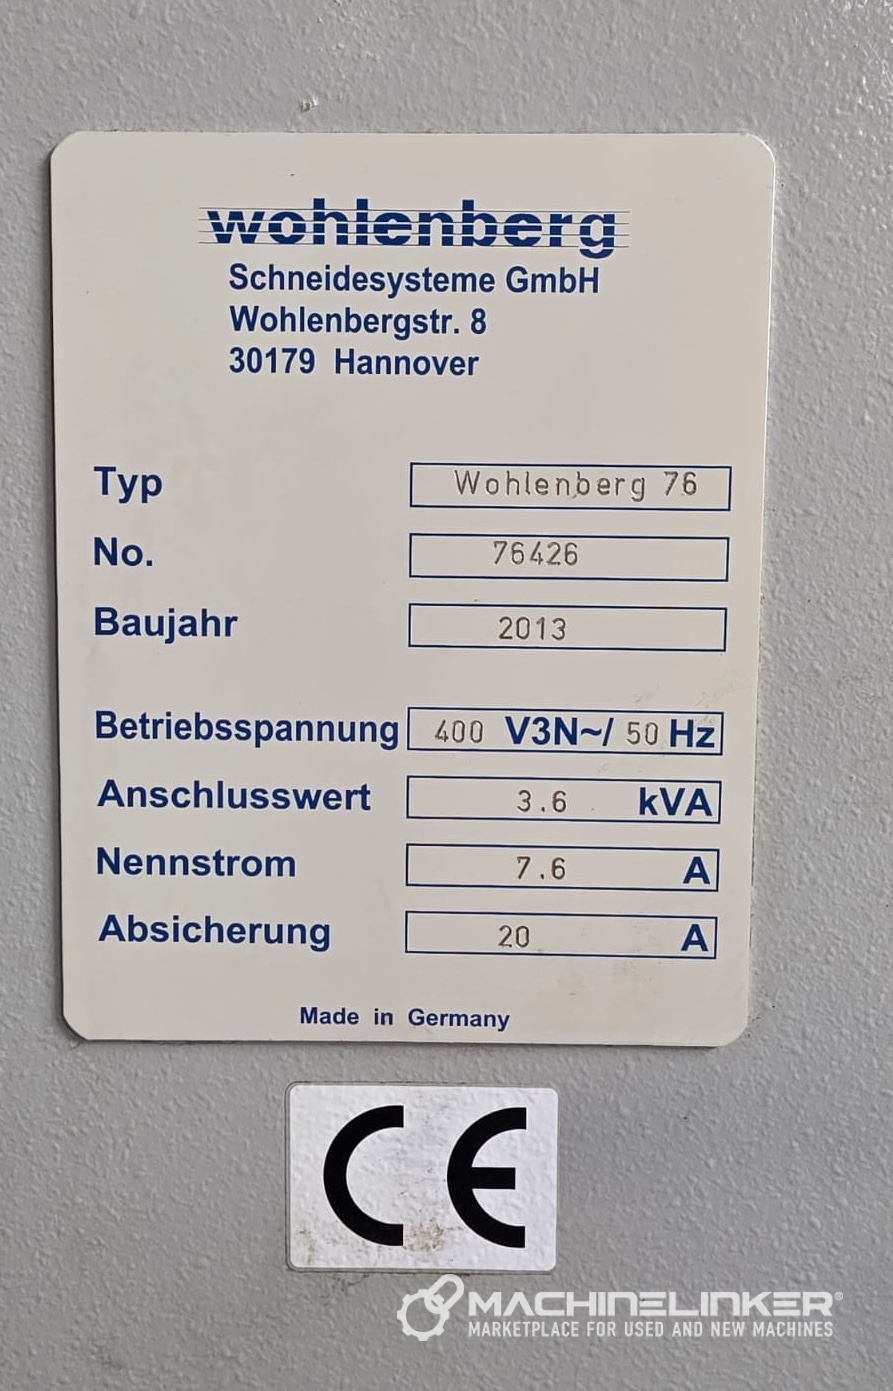 wohlenberg
Schneidesysteme GmbH
Wohlenbergstr. 8
30179 Hannover
Typ Wohlenberg 76
No. 76426
Baujahr 2013
Betriebsspannung 400 V3N~/ 50 Hz
Anschlusswert 3.6 kVA
Nennstrom 7.6 A
Absicherung 20 A
Made in Germany
CE
MACHINELINKER®
MARKETPLACE FOR USED AND NEW MACHINES